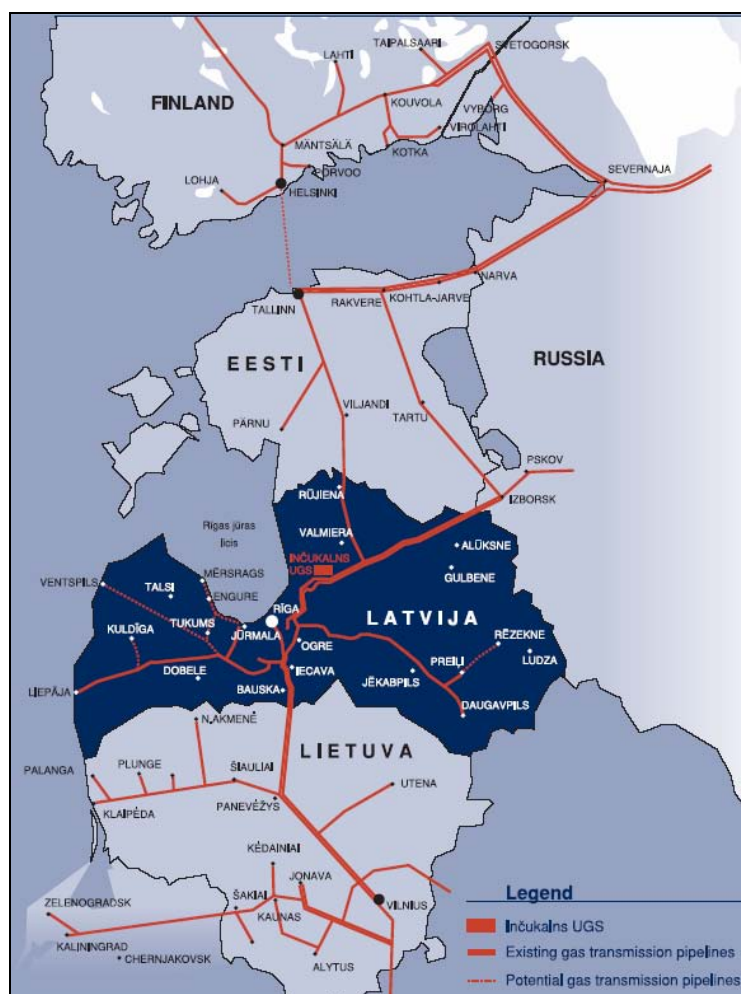 TAIPALSAARI
SVETOGORSK
LAHTI
FINLAND
KOUVOLA
VYBORG
VIROLAHTI
MÄNTSÄLÄ
KOTKA
PORVOO
SEVERNAJA
LOHJA
HELSINKI
NARVA
TALLINN
RAKVERE
KOHTLA-JARVE
EESTI
RUSSIA
VILJANDI
TARTU
PÄRNU
PSKOV
RŪJIENA
IZBORSK
Rīgas jūras
līcis
VALMIERA
ALŪKSNE
INČUKALNS
UGS
GULBENE
MĒRSRAGS
VENTSPILS
TALSI
ENGURE
RĪGA
LATVIJA
KULDĪGA
TUKUMS
JŪRMALA
OGRE
RĒZEKNE
PREIĻI
LUDZA
DOBELE
IECAVA
JĒKABPILS
LIEPĀJA
BAUSKA
DAUGAVPILS
N.AKMENĖ
LIETUVA
PALANGA
PLUNGE
ŠIAULIAI
UTENA
KLAIPĖDA
PANEVĖŽYS
KĖDAINIAI
JONAVA
Legend
ŠAKIAI
VILNIUS
ZELENOGRADSK
KAUNAS
Inčukalns UGS
KALININGRAD
Existing gas transmission pipelines
CHERNJAKOVSK
ALYTUS
Potential gas transmission pipelines